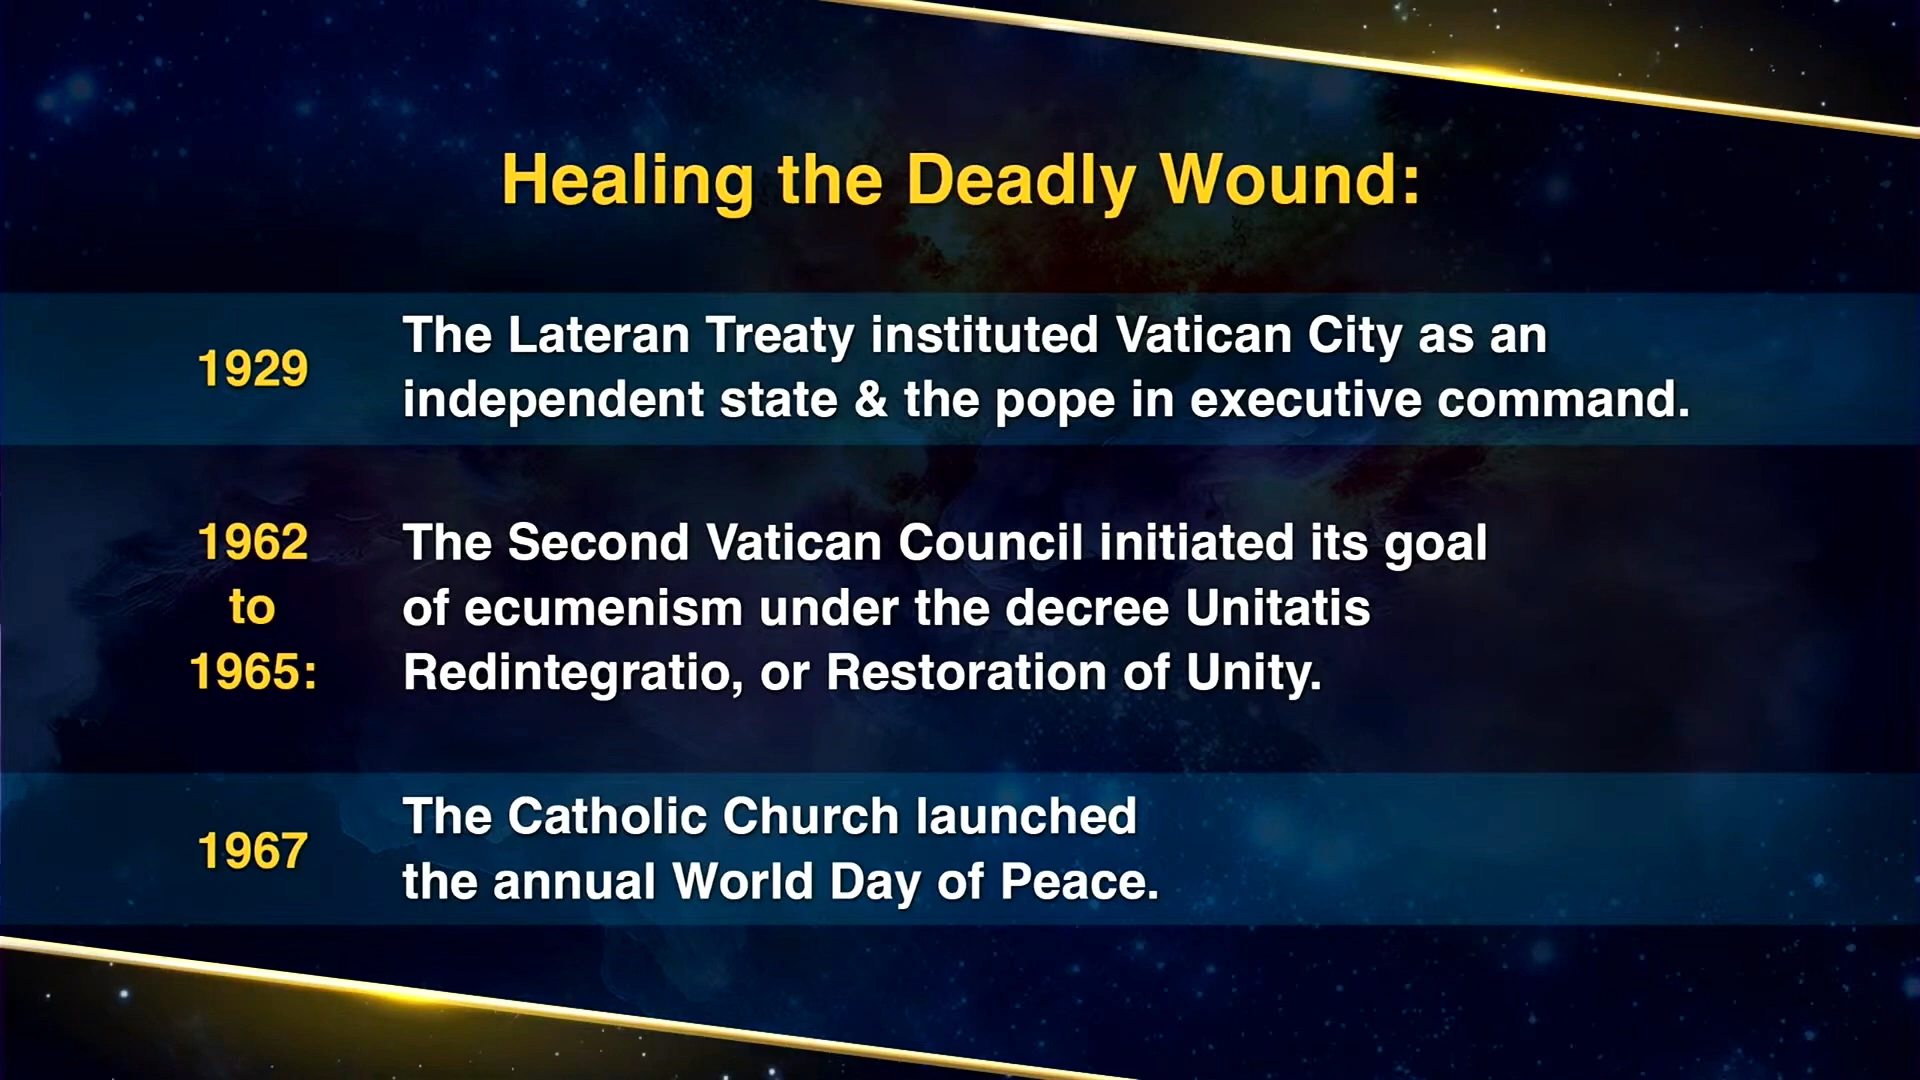 Healing the Deadly Wound:
1929
The Lateran Treaty instituted Vatican City as an
independent state & the pope in executive command.
1962
to
1965:
The Second Vatican Council initiated its goal
of ecumenism under the decree Unitatis
Redintegratio, or Restoration of Unity.
1967
The Catholic Church launched
the annual World Day of Peace.